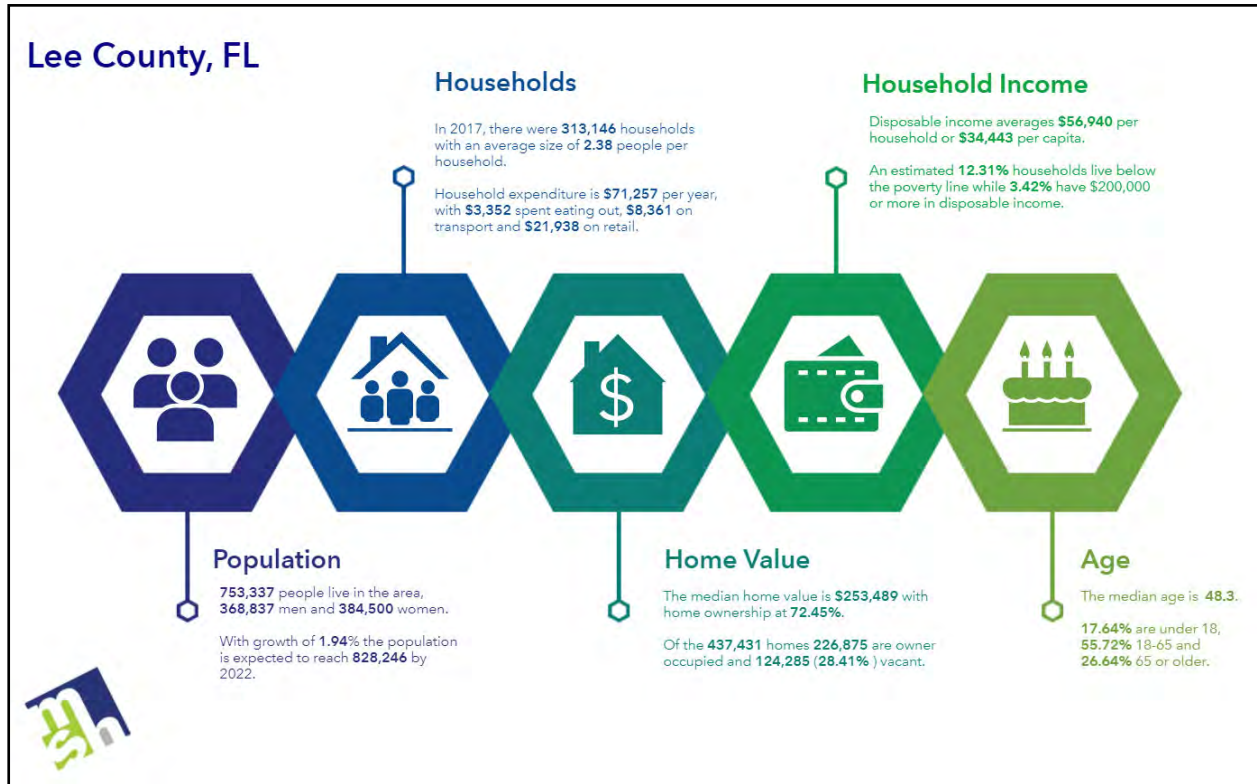 Lee County, FL
Households
In 2017, there were 313,146 households
with an average size of 2.38 people per
household.
Household expenditure is $71,257 per year,
with $3,352 spent eating out, $8,361 on
transport and $21,938 on retail.
Household Income
Disposable income averages $56,940 per
household or $34,443 per capita.
An estimated 12.31% households live below
the poverty line while 3.42% have $200,000
or more in disposable income.
$
Population
753,337 people live in the area,
368,837 men and 384,500 women.
With growth of 1.94% the population
is expected to reach 828,246 by
2022.
Home Value
The median home value is $253,489 with
home ownership at 72.45%.
Of the 437,431 homes 226,875 are owner
occupied and 124,285 (28.41% ) vacant.
Age
The median age is 48.3.
17.64% are under 18,
55.72% 18-65 and
26.64% 65 or older.
msh